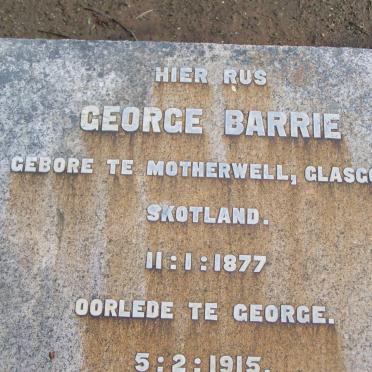 HIER RUS
GEORGE BARRIE
GEBORE TE MOTHERWELL, GLASGO
SKOTLAND.
11:1:1877
OORLEDE TE GEORGE.
5:2:1915.